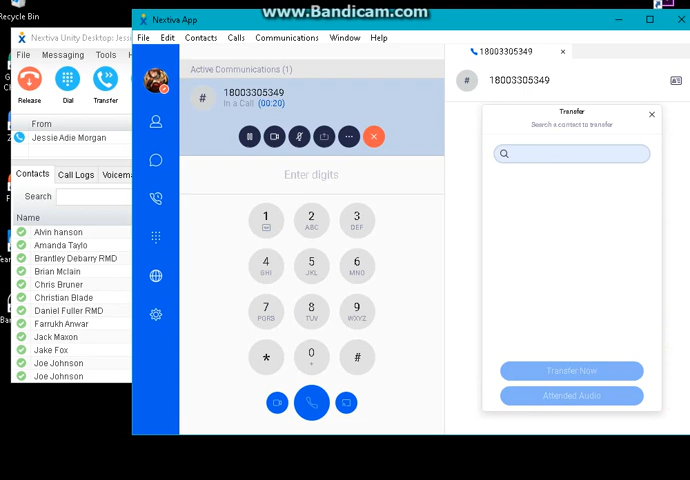 www.Bandicam.com
Recycle Bin
Nextiva Unity Desktop: Jess
File Messaging Tools
Release Dial Transfer
From
Jessie Adie Morgan
Contacts Call Logs Voicema
Search
Name
Alvin hanson
Amanda Taylo
Brantley Debarry RMD
Brian Mclain
Chris Bruner
Christian Blade
Daniel Fuller RMD
Farrukh Anwar
Jack Maxon
Jake Fox
Joe Johnson
Joe Johnson
Nextiva App
File Edit Contacts Calls Communications Window Help
Active Communications (1)
#
18003305349
In a Call (00:20)
Enter digits
1
2
ABC
3
DEF
4
GHI
5
JKL
6
MNO
7
PQRS
8
TUV
9
WXYZ
*
0
+
#
18003305349 ×
# 18003305349
Transfer
Search a contact to transfer
Transfer Now
Attended Audio